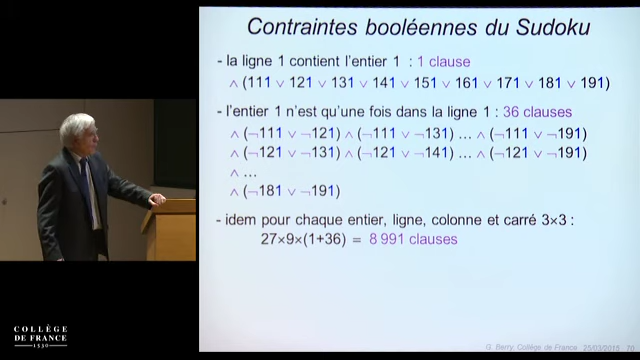 Contraintes booléennes du Sudoku
- la ligne 1 contient l'entier 1 : 1 clause
∧ (111 ∨ 121 ∨ 131 ∨ 141 ∨ 151 ∨ 161 ∨ 171 ∨ 181 ∨ 191)
- l'entier 1 n'est qu'une fois dans la ligne 1 : 36 clauses
∧ (¬111 ∨ ¬121) ∧ (¬111 ∨ ¬131) ... ∧ (¬111 ∨ ¬191)
∧ (¬121 ∨ ¬131) ∧ (¬121 ∨ ¬141) ... ∧ (¬121 ∨ ¬191)
∧ ...
∧ (¬181 ∨ ¬191)
- idem pour chaque entier, ligne, colonne et carré 3×3 :
27×9×(1+36) = 8 991 clauses
COLLÈGE
DE FRANCE
1530
G. Berry, Collège de France 25/03/2015 - 70